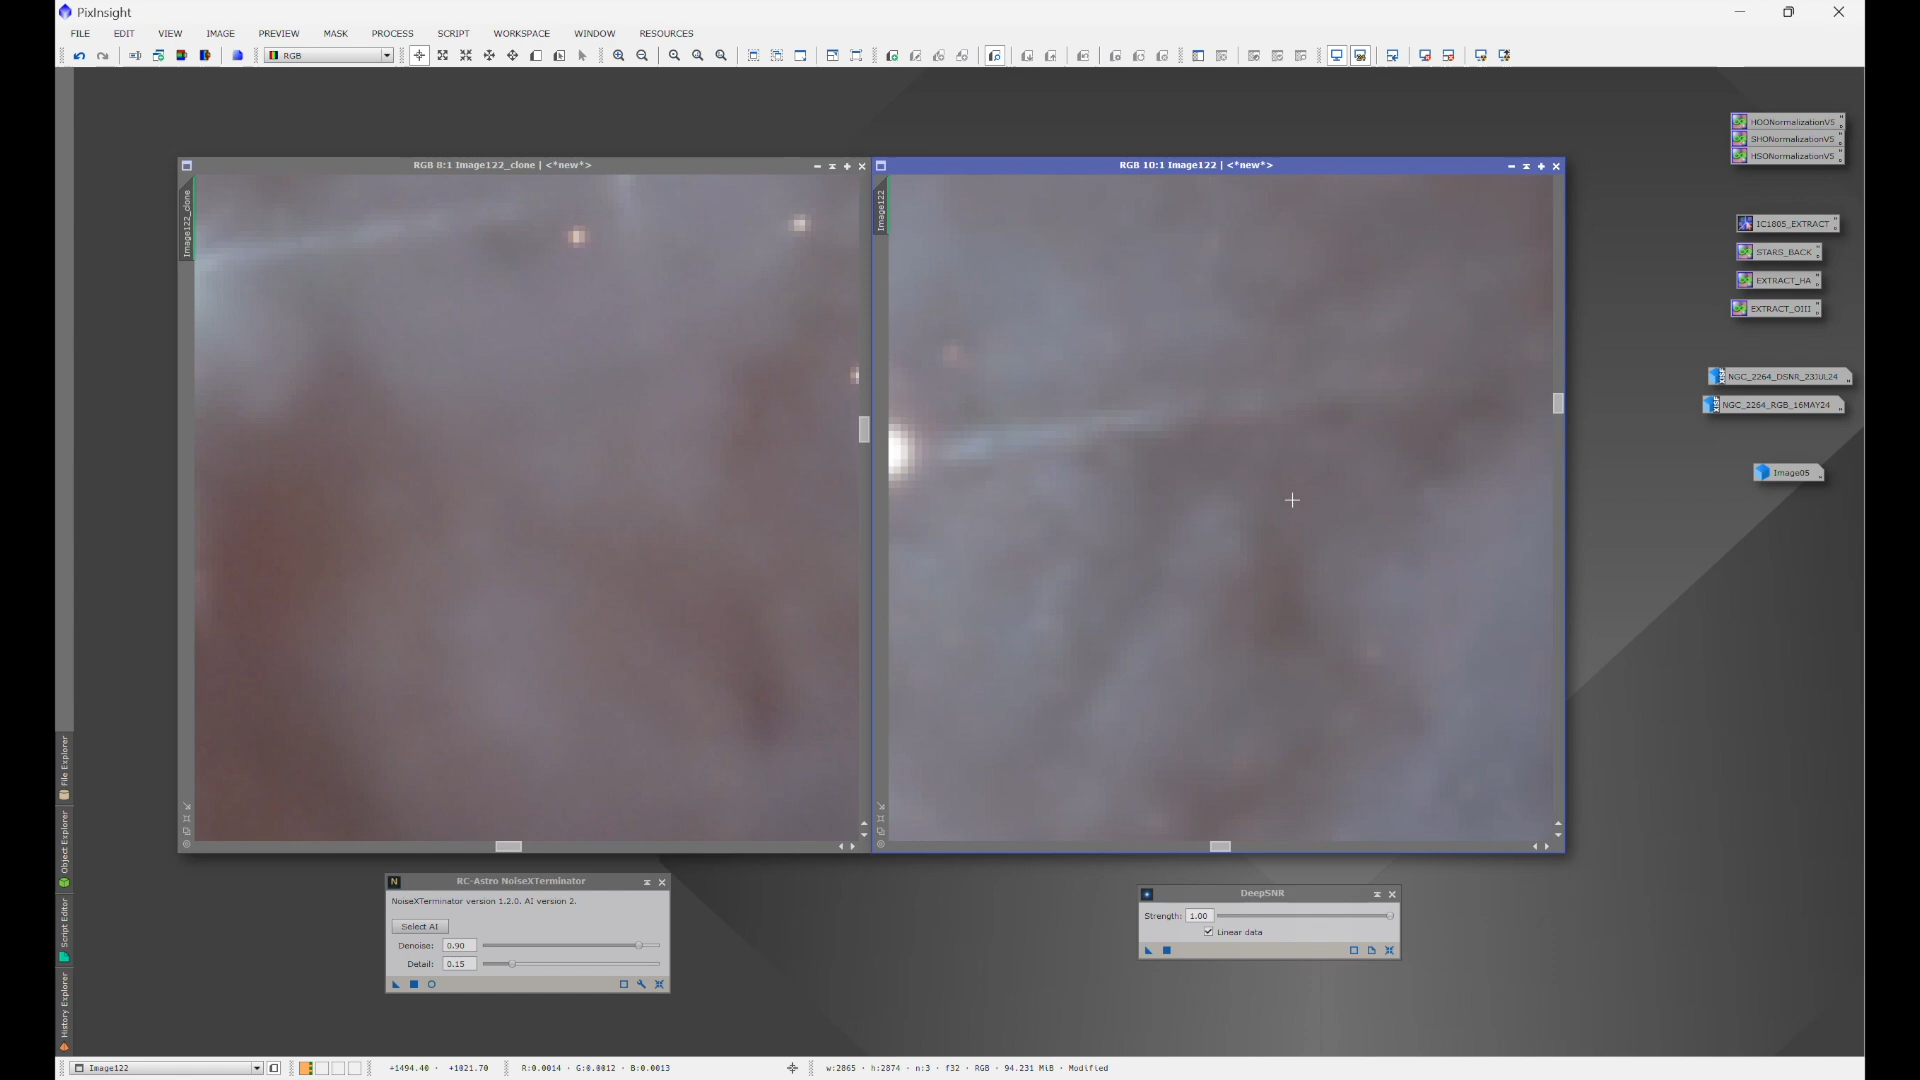 PixInsight
FILE EDIT VIEW IMAGE PREVIEW MASK PROCESS SCRIPT WORKSPACE WINDOW RESOURCES
RGB
RGB 8:1 Image122_clone | <*new*>
RGB 10:1 Image122 | <*new*>
Image122_clone
Image122
HOONormalizationV5
SHONormalizationV5
HSONormalizationV5
IC1805_EXTRACT
STARS_BACK
EXTRACT_HA
EXTRACT_OIII
NGC_2264_DSNR_23JUL24
NGC_2264_RGB_16MAY24
Image05
File Explorer
Object Explorer
Script Editor
History Explorer
RC-Astro NoiseXTerminator
NoiseXTerminator version 1.2.0. AI version 2.
Select AI
Denoise: 0.90
Detail: 0.15
DeepSNR
Strength: 1.00
Linear data
Image122
+1494.40 · +1021.70
R:0.0014 · G:0.0012 · B:0.0013
w:2865 · h:2874 · n:3 · f32 · RGB · 94.231 MiB · Modified